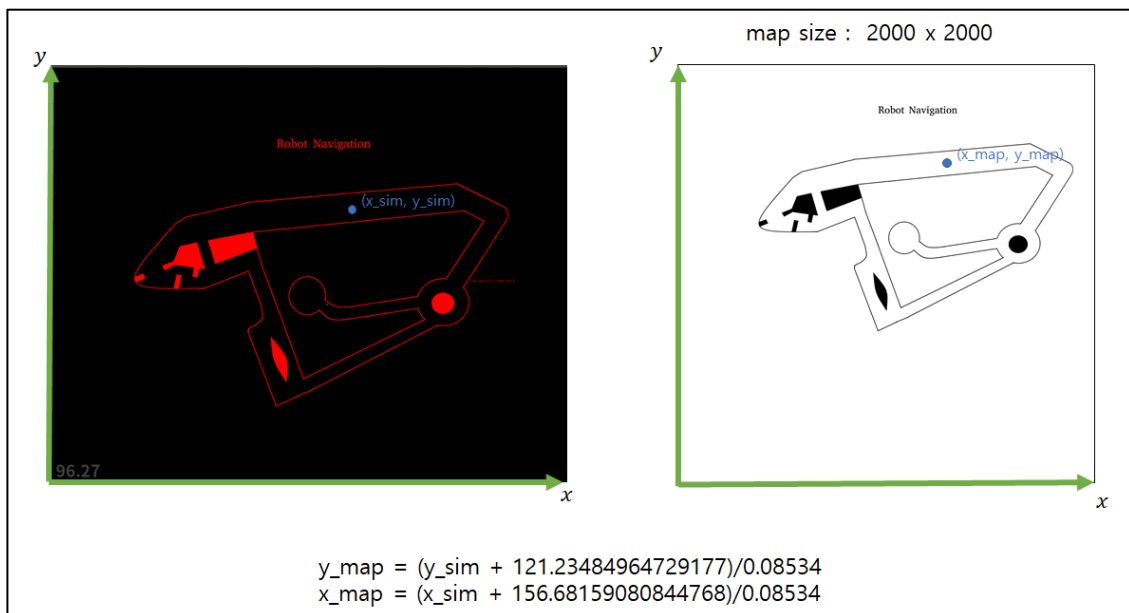 map size :  2000 x 2000
y
y
Robot Navigation
Robot Navigation
(x_map, y_map)
(x_sim, y_sim)
96.27
x
x
y_map = (y_sim + 121.23484964729177)/0.08534
x_map = (x_sim + 156.68159080844768)/0.08534